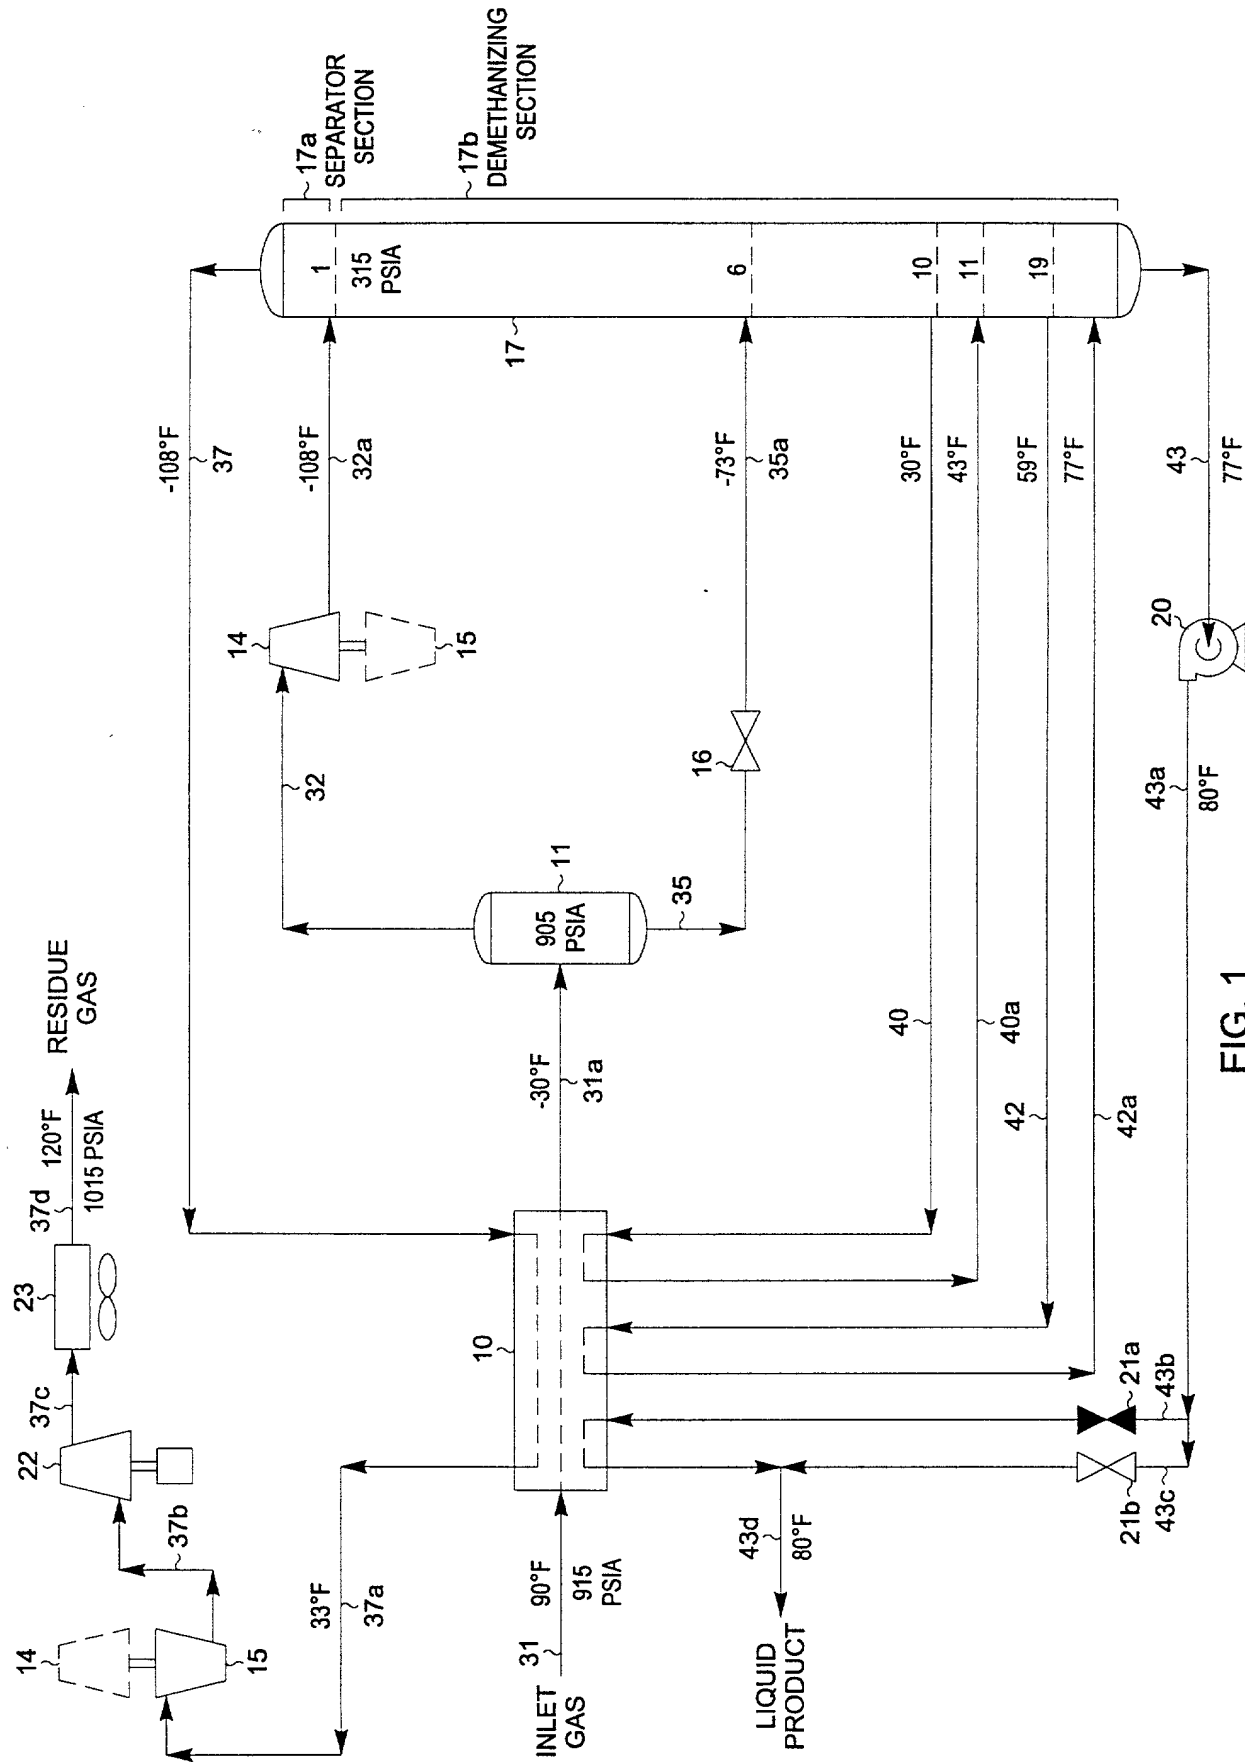 RESIDUE
GAS
37d
120°F
1015 PSIA
23
37c
22
37b
14
15
33°F
37a
-108°F
37
14
15
-108°F
32a
32
17a
SEPARATOR
SECTION
17b
DEMETHANIZING
SECTION
1
315
PSIA
6
10
11
19
17
905
PSIA
11
35
16
-73°F
35a
-30°F
31a
10
INLET
GAS
31
90°F
915
PSIA
40
30°F
40a
43°F
42
59°F
42a
77°F
43
77°F
20
43a
80°F
21a
43b
21b
43c
43d
80°F
LIQUID
PRODUCT
FIG. 1